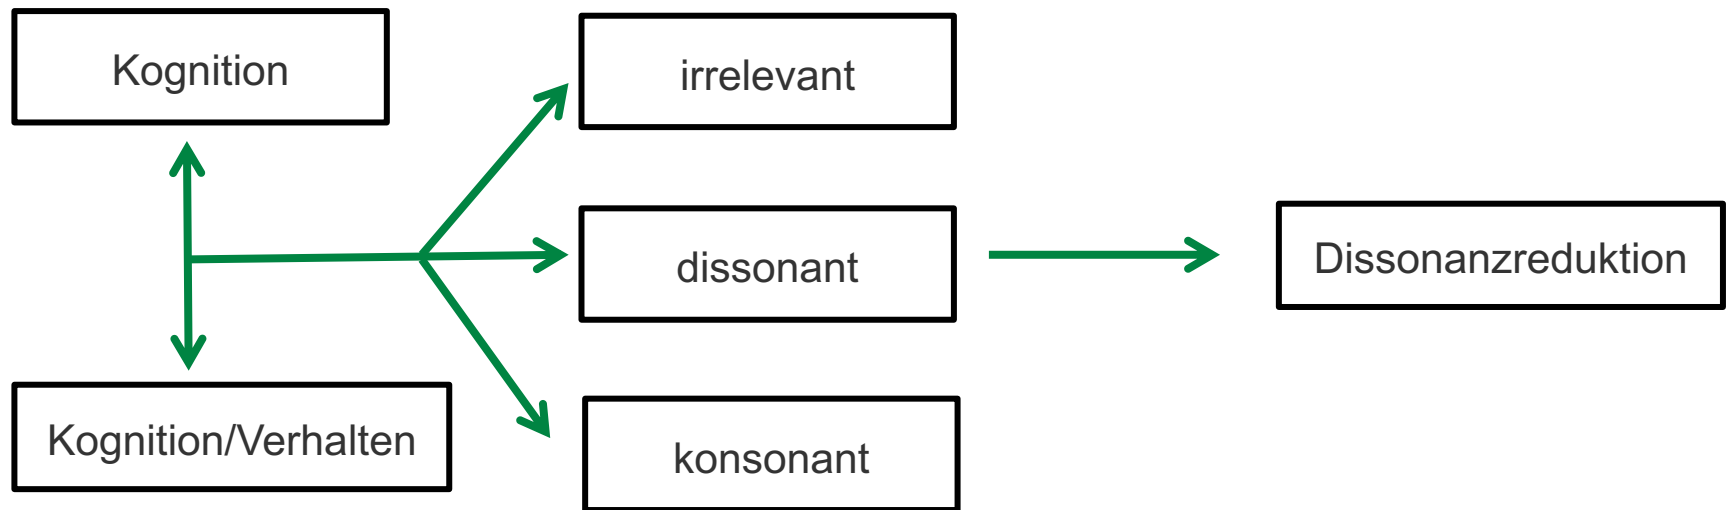 Kognition
irrelevant
dissonant
Dissonanzreduktion
Kognition/Verhalten
konsonant